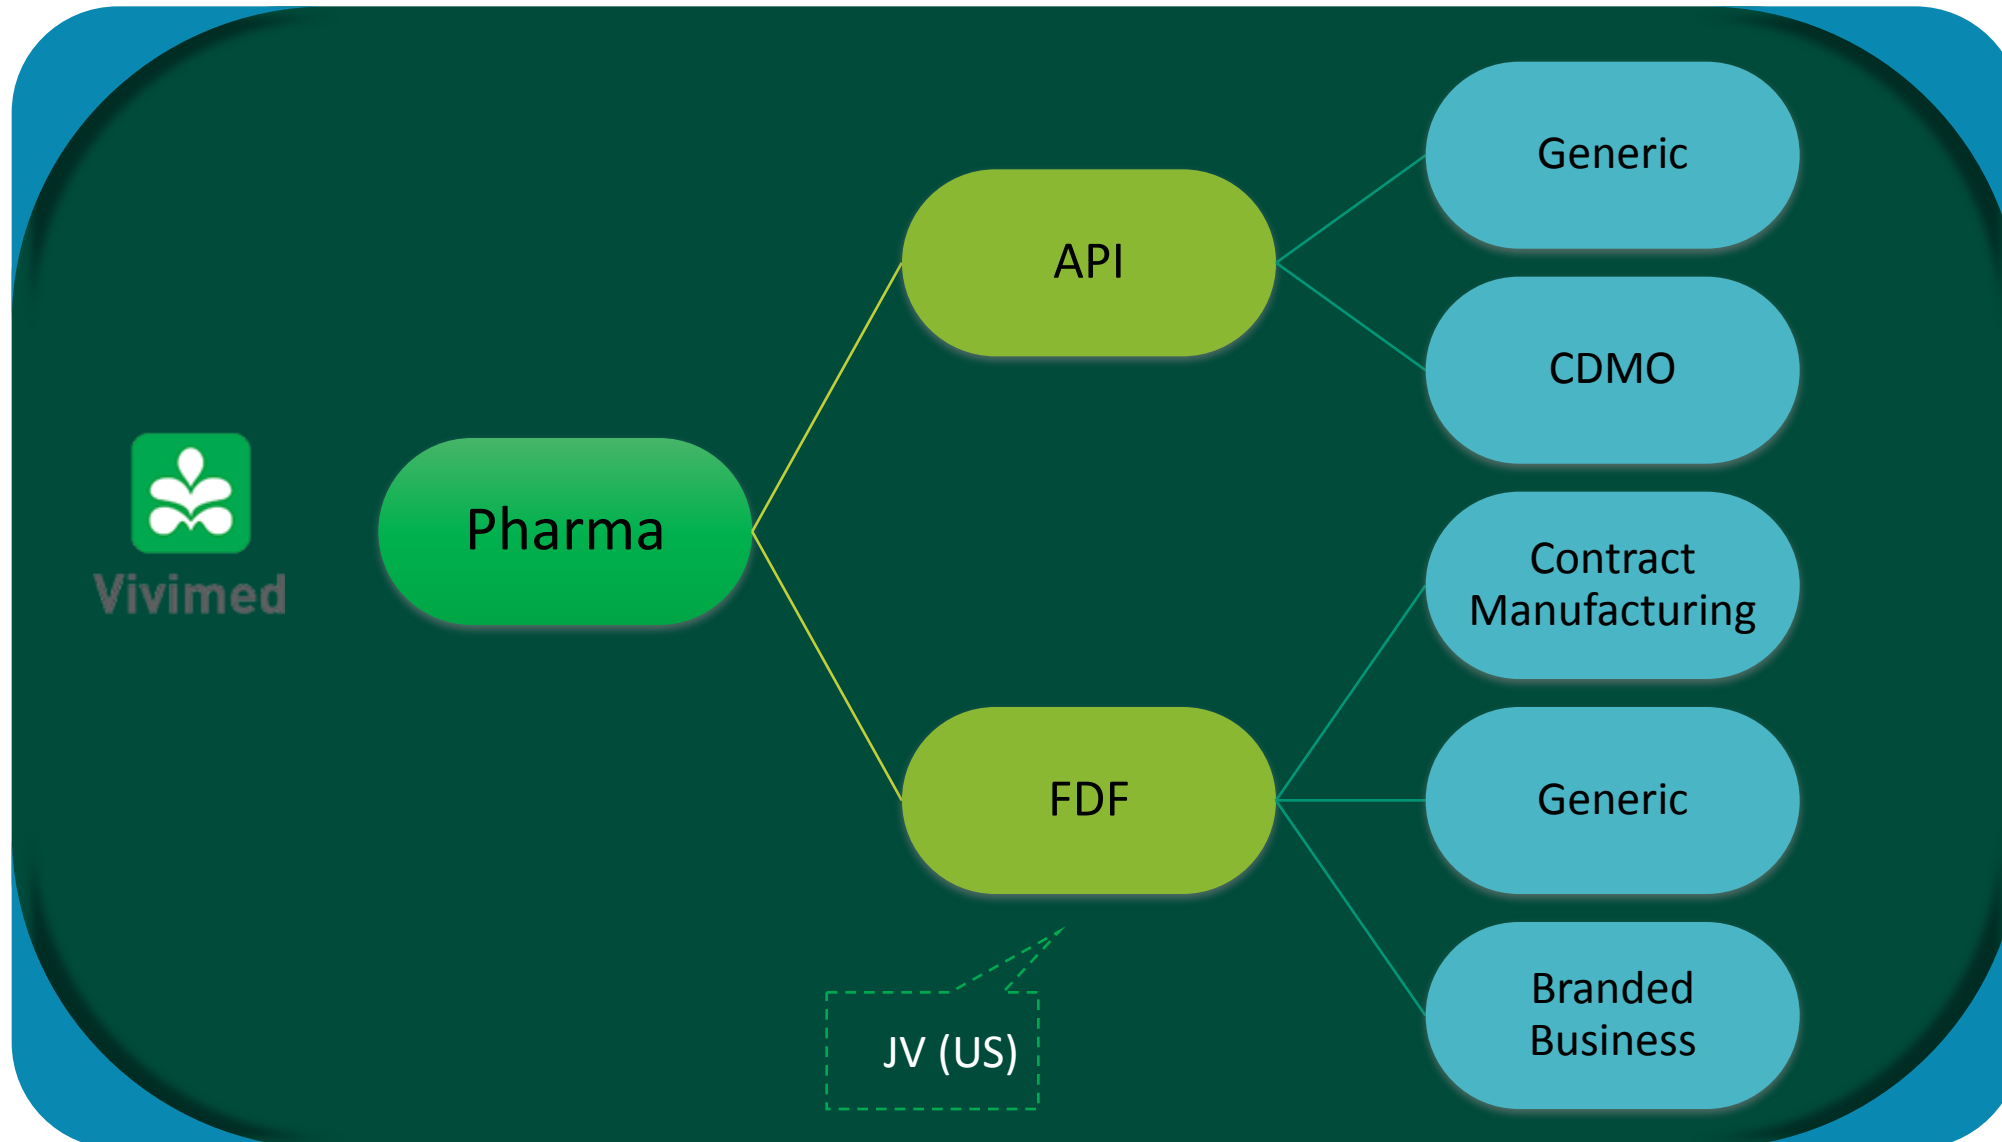 Vivimed
Pharma
API
Generic
CDMO
FDF
Contract
Manufacturing
Generic
Branded
Business
JV (US)